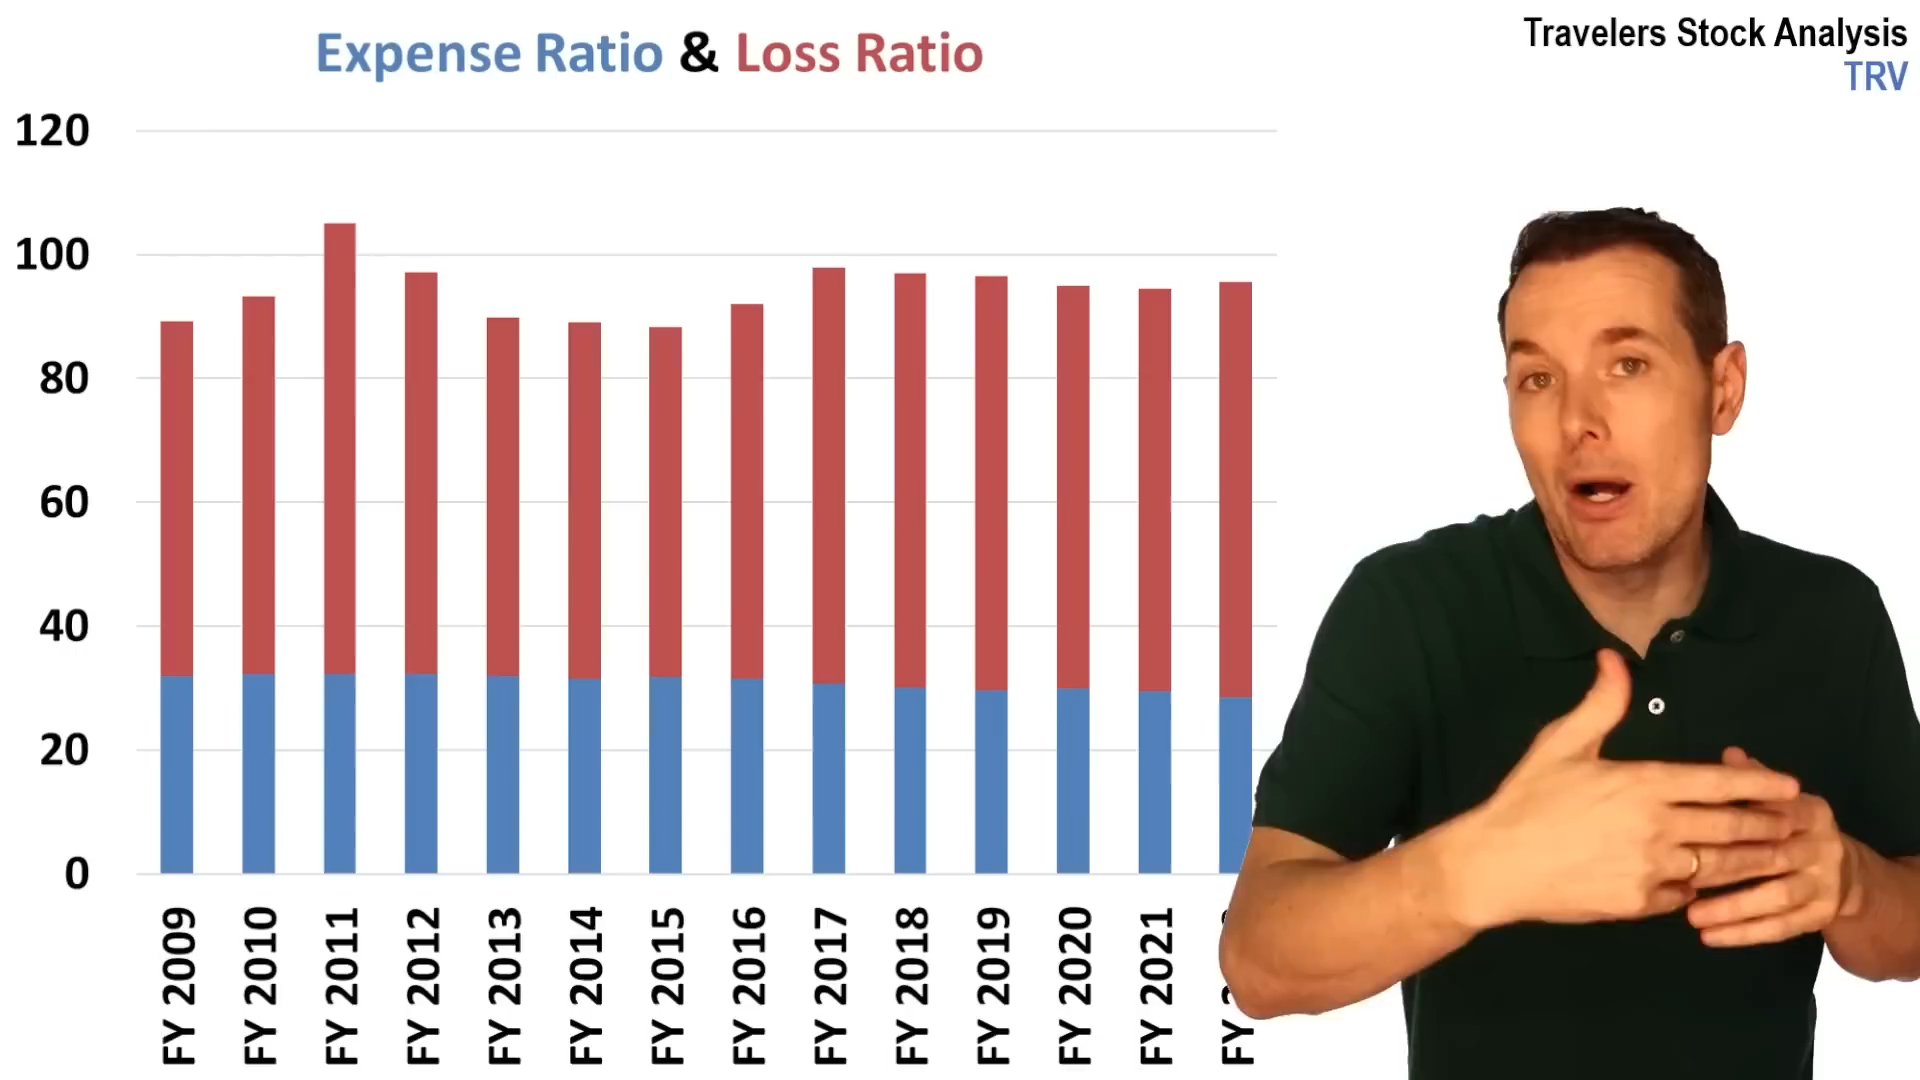 Expense Ratio & Loss Ratio
Travelers Stock Analysis
TRV
120
100
80
60
40
20
0
FY 2009
FY 2010
FY 2011
FY 2012
FY 2013
FY 2014
FY 2015
FY 2016
FY 2017
FY 2018
FY 2019
FY 2020
FY 2021
FY